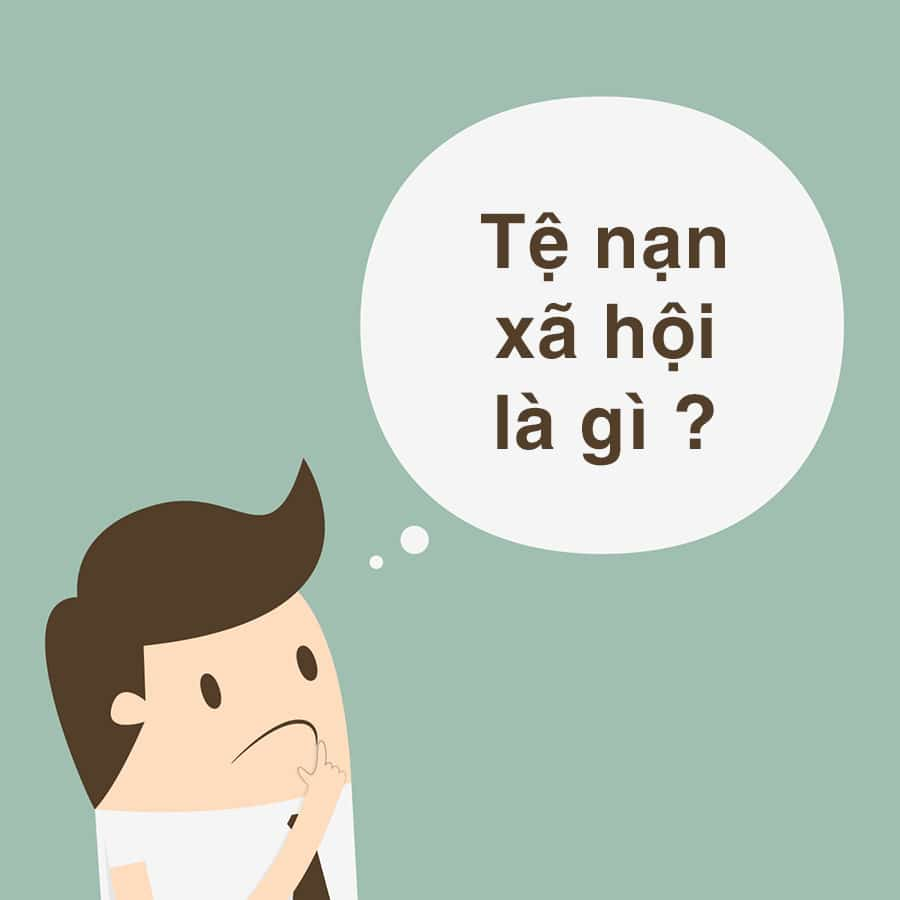 Tệ nạn
xã hội
là gì ?